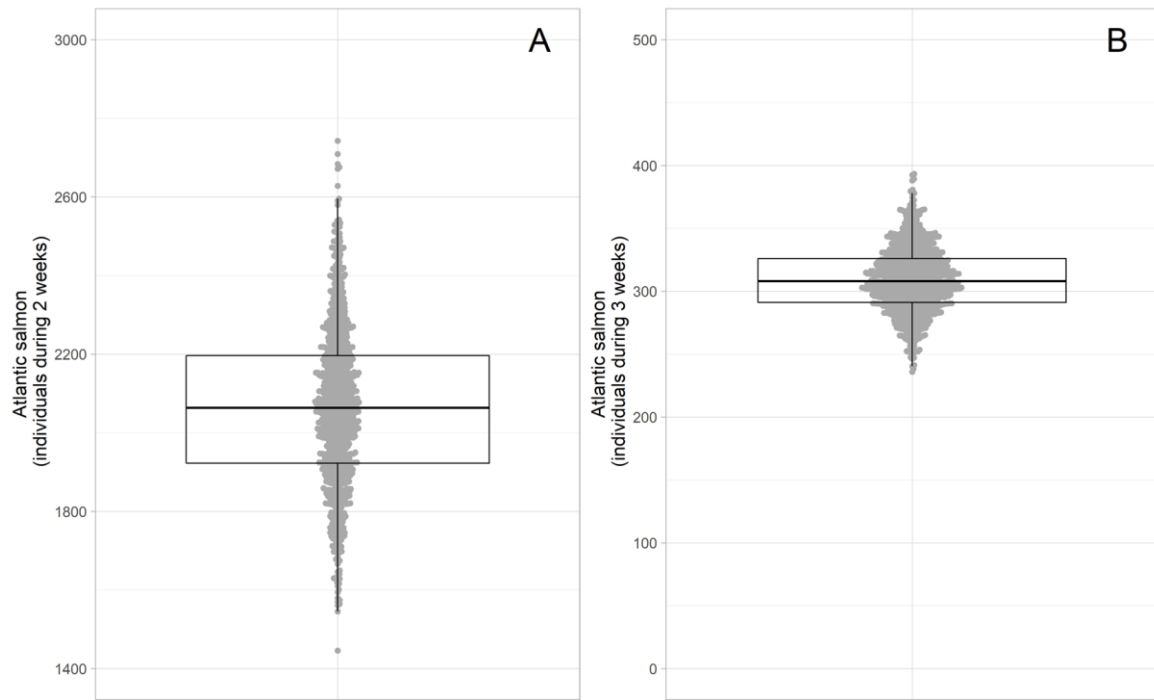 A
3000
2600
2200
1800
1400
Atlantic salmon
(individuals during 2 weeks)
B
500
400
300
200
100
0
Atlantic salmon
(individuals during 3 weeks)